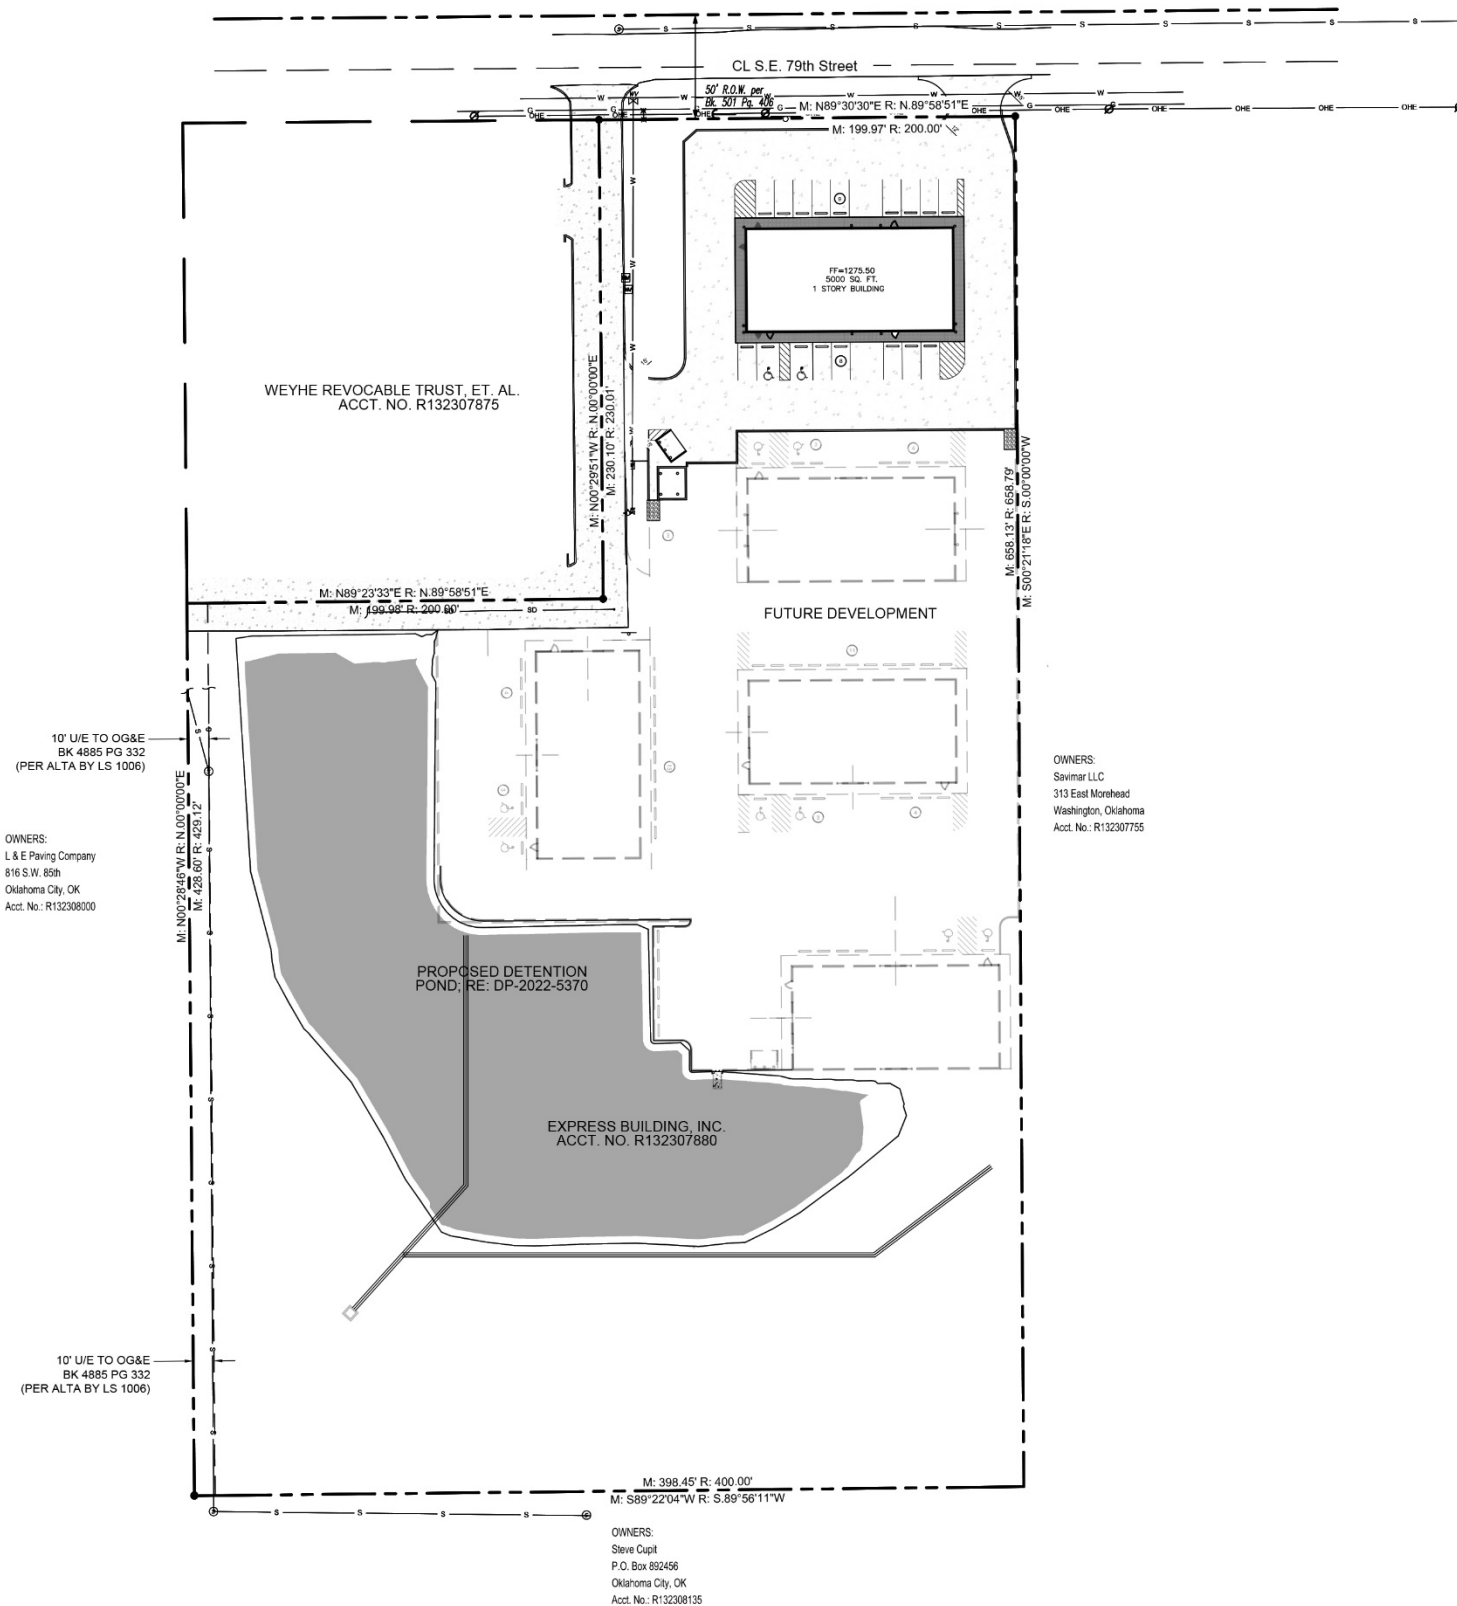 CL S.E. 79th Street
50' R.O.W. per
Bk. 501 Pg. 406
M: N89°30'30"E R: N.89°58'51"E
M: 199.97' R: 200.00'
FF=1275.50
5000 SQ. FT.
1 STORY BUILDING
WEYHE REVOCABLE TRUST, ET. AL.
ACCT. NO. R132307875
M: N00°29'51"W R: N.00°00'00"E
M: 230.10' R: 230.01'
M: 658.13' R: 658.79'
M: S00°21'18"E R: S.00°00'00"W
M: N89°23'33"E R: N.89°58'51"E
M: 199.98' R: 200.00'
FUTURE DEVELOPMENT
10' U/E TO OG&E
BK 4885 PG 332
(PER ALTA BY LS 1006)
OWNERS:
Savimar LLC
313 East Morehead
Washington, Oklahoma
Acct. No.: R132307755
M: N00°28'46"W R: N.00°00'00"E
M: 428.60' R: 429.12'
OWNERS:
L & E Paving Company
816 S.W. 85th
Oklahoma City, OK
Acct. No.: R132308000
PROPOSED DETENTION
POND; RE: DP-2022-5370
EXPRESS BUILDING, INC.
ACCT. NO. R132307880
10' U/E TO OG&E
BK 4885 PG 332
(PER ALTA BY LS 1006)
M: 398.45' R: 400.00'
M: S89°22'04"W R: S.89°56'11"W
OWNERS:
Steve Cupit
P.O. Box 892456
Oklahoma City, OK
Acct. No.: R132308135